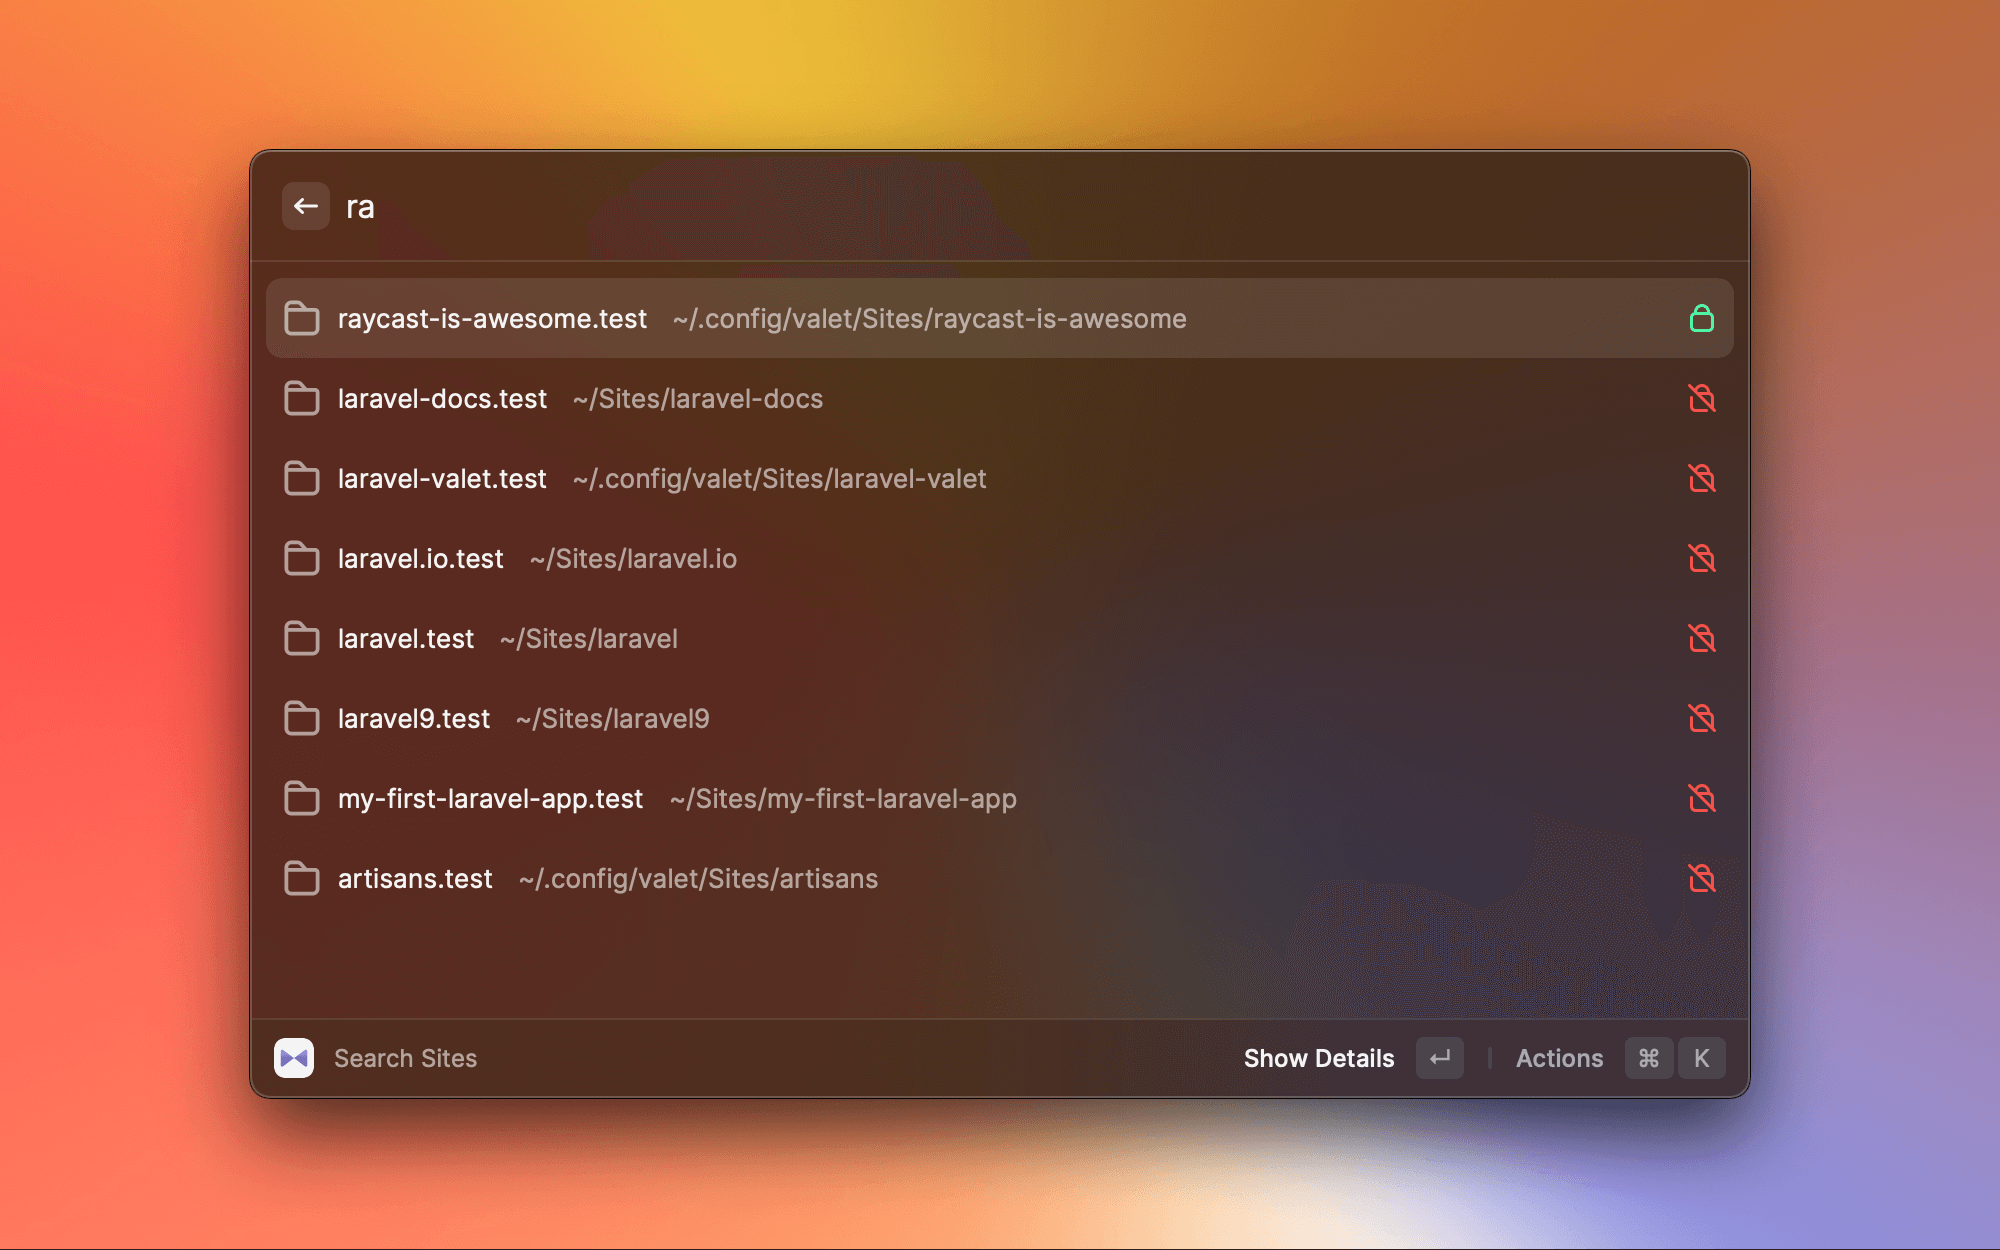 ra
raycast-is-awesome.test ~/.config/valet/Sites/raycast-is-awesome
laravel-docs.test ~/Sites/laravel-docs
laravel-valet.test ~/.config/valet/Sites/laravel-valet
laravel.io.test ~/Sites/laravel.io
laravel.test ~/Sites/laravel
laravel9.test ~/Sites/laravel9
my-first-laravel-app.test ~/Sites/my-first-laravel-app
artisans.test ~/.config/valet/Sites/artisans
Search Sites Show Details ↵ Actions ⌘ K